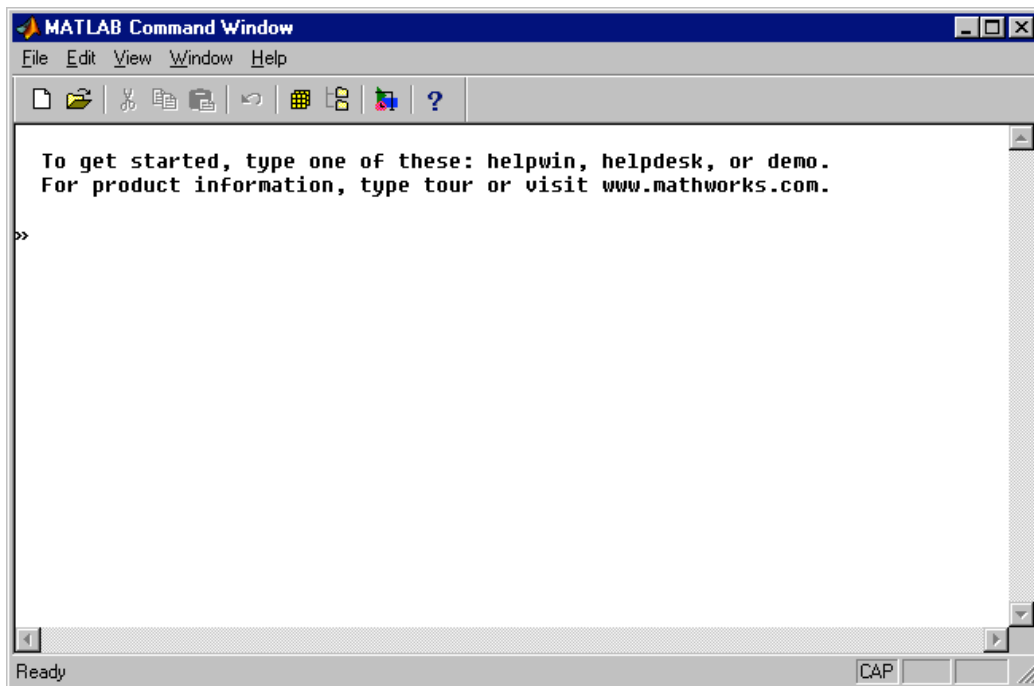 MATLAB Command Window
File Edit View Window Help
?
To get started, type one of these: helpwin, helpdesk, or demo.
For product information, type tour or visit www.mathworks.com.
»
Ready CAP